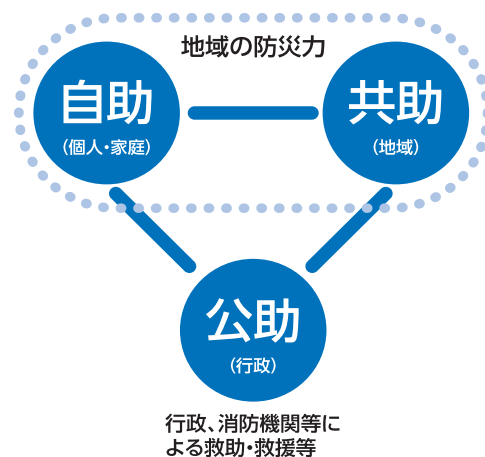 地域の防災力
自助
（個人・家庭）
共助
（地域）
公助
（行政）
行政、消防機関等に
よる救助・救援等